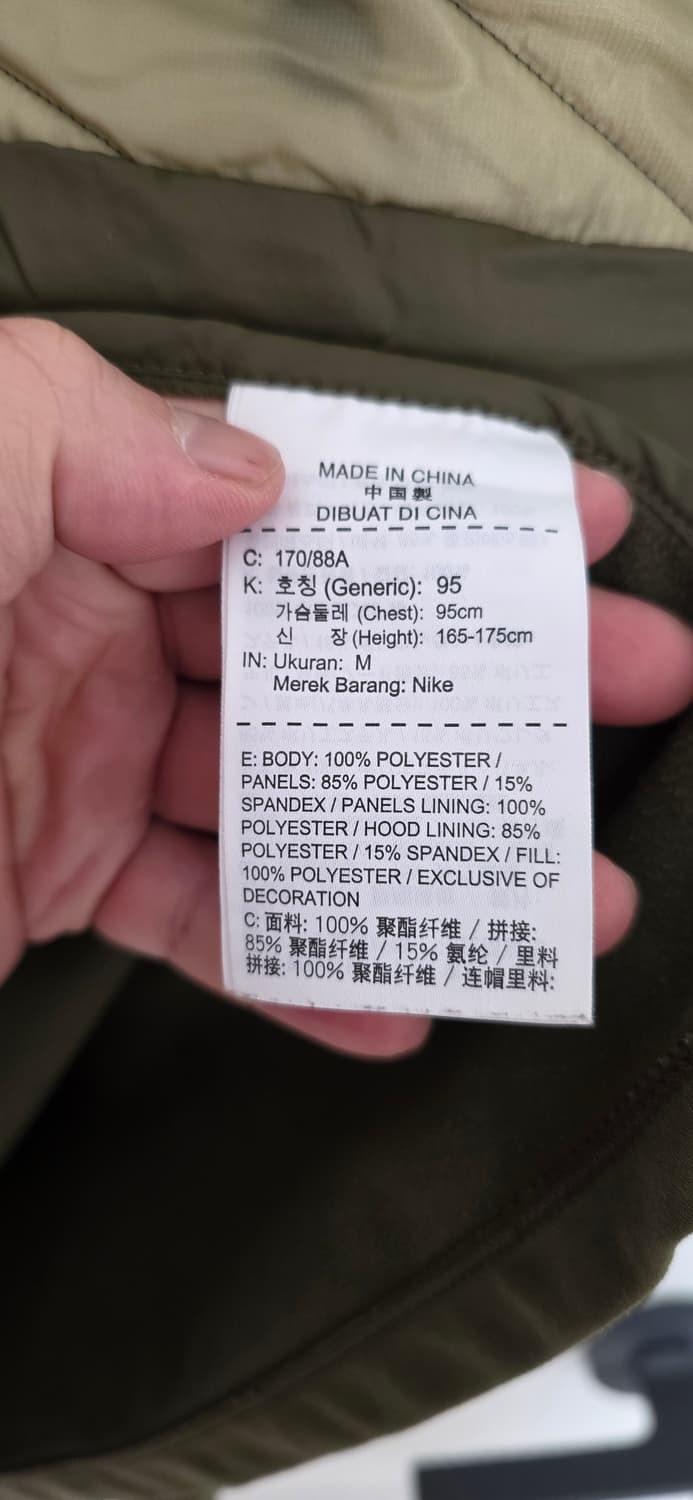 MADE IN CHINA
中国製
DIBUAT DI CINA
C: 170/88A
K: 호칭 (Generic): 95
가슴둘레 (Chest): 95cm
신 장 (Height): 165-175cm
IN: Ukuran: M
Merek Barang: Nike
E: BODY: 100% POLYESTER /
PANELS: 85% POLYESTER / 15%
SPANDEX / PANELS LINING: 100%
POLYESTER / HOOD LINING: 85%
POLYESTER / 15% SPANDEX / FILL:
100% POLYESTER / EXCLUSIVE OF
DECORATION
C: 面料: 100% 聚酯纤维 / 拼接:
85% 聚酯纤维 / 15% 氨纶 / 里料
拼接: 100% 聚酯纤维 / 连帽里料: